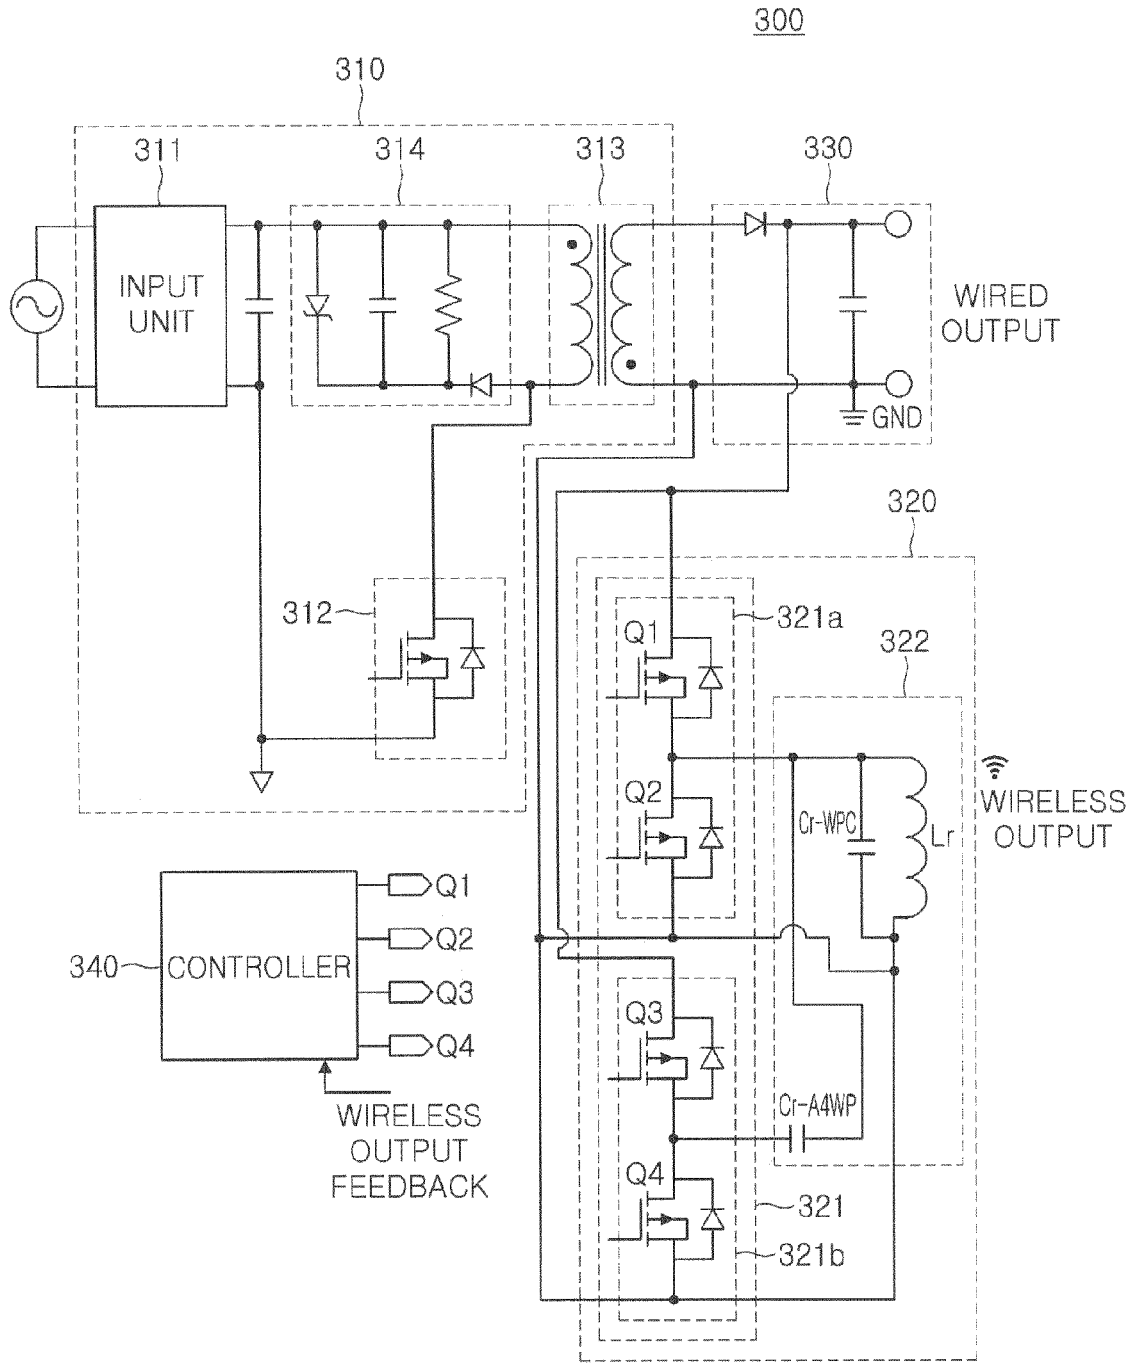 300
310
311
314
313
330
INPUT
UNIT
WIRED
OUTPUT
GND
320
312
321a
Q1
322
Q2
Cr-WPC
Lr
WIRELESS
OUTPUT
340
CONTROLLER
Q1
Q2
Q3
Q4
WIRELESS
OUTPUT
FEEDBACK
Q3
Cr-A4WP
Q4
321
321b